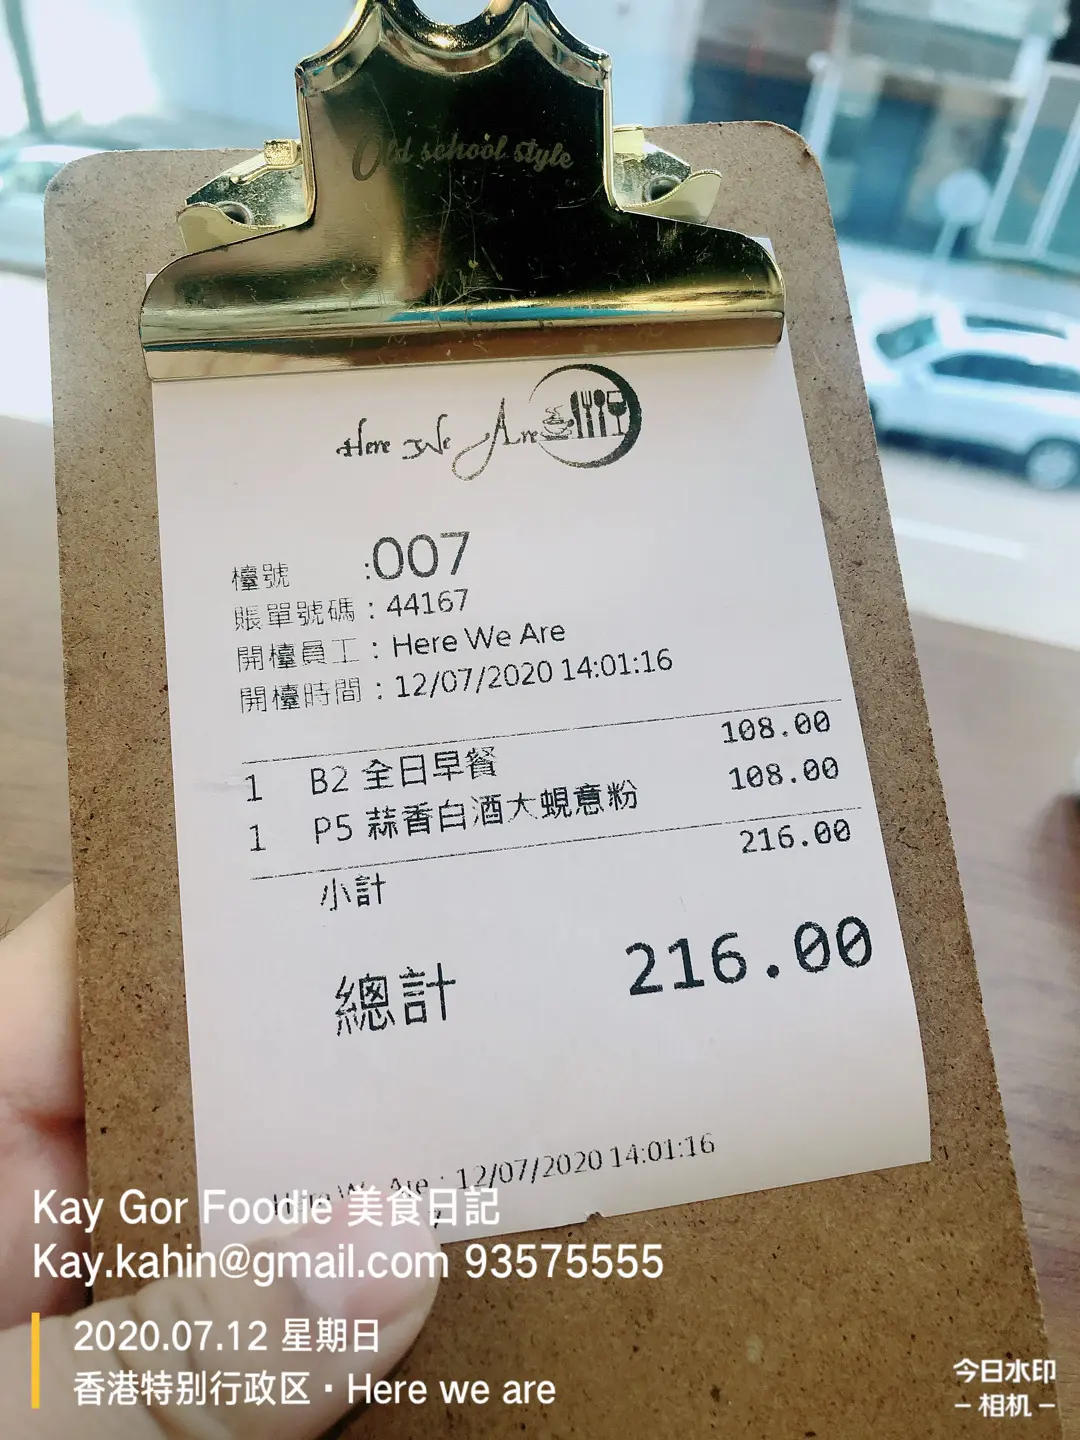 Old school style
Here We Are
檯號 :007
賬單號碼：44167
開檯員工：Here We Are
開檯時間：12/07/2020 14:01:16
1 B2 全日早餐 108.00
1 P5 蒜香白酒大蜆意粉 108.00
小計 216.00
總計 216.00
Here We Are : 12/07/2020 14:01:16
Kay Gor Foodie 美食日記
Kay.kahin@gmail.com 93575555
2020.07.12 星期日
香港特别行政区·Here we are
今日水印
–相机–